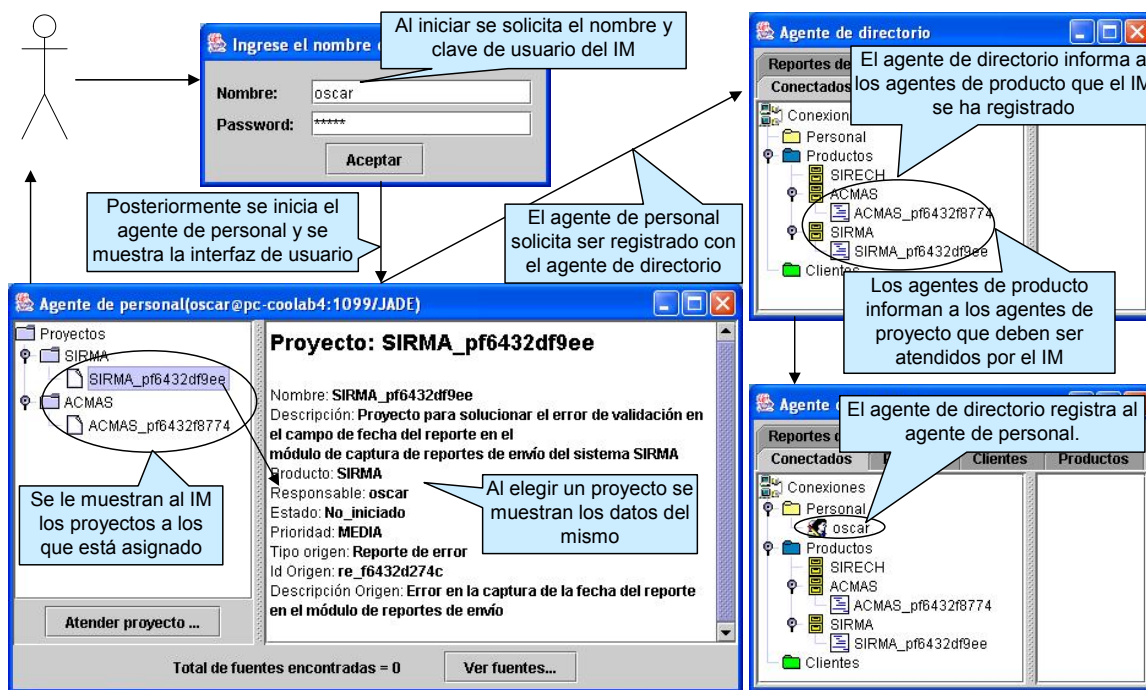 Ingrese el nombre
Al iniciar se solicita el nombre y
clave de usuario del IM
Nombre:
oscar
Password:
*****
Aceptar
Posteriormente se inicia el
agente de personal y se
muestra la interfaz de usuario
El agente de personal
solicita ser registrado con
el agente de directorio
Agente de directorio
Reportes de
El agente de directorio informa a
los agentes de producto que el IM
se ha registrado
Conectados
Personal
Productos
SIRECH
ACMAS
ACMAS_pf6432f8774
SIRMA
SIRMA_pf6432df9ee
Clientes
Los agentes de producto
informan a los agentes de
proyecto que deben ser
atendidos por el IM
Agente de personal(oscar@pc-coolab4:1099/JADE)
Proyectos
SIRMA
SIRMA_pf6432df9ee
ACMAS
ACMAS_pf6432f8774
Se le muestran al IM
los proyectos a los
que está asignado
Atender proyecto ...
Proyecto: SIRMA_pf6432df9ee
Nombre: SIRMA_pf6432df9ee
Descripción: Proyecto para solucionar el error de validación en
el campo de fecha del reporte en el
módulo de captura de reportes de envío del sistema SIRMA
Producto: SIRMA
Responsable: oscar
Estado: No_iniciado
Prioridad: MEDIA
Tipo origen: Reporte de error
Id Origen: re_f6432d274c
Descripción Origen: Error en la captura de la fecha del reporte
en el módulo de reportes de envío
Al elegir un proyecto se
muestran los datos del
mismo
Total de fuentes encontradas = 0
Ver fuentes...
Agente
El agente de directorio registra al
agente de personal.
Reportes
Conectados
Clientes
Productos
Conexiones
Personal
oscar
Productos
SIRECH
ACMAS
ACMAS_pf6432f8774
SIRMA
SIRMA_pf6432df9ee
Clientes